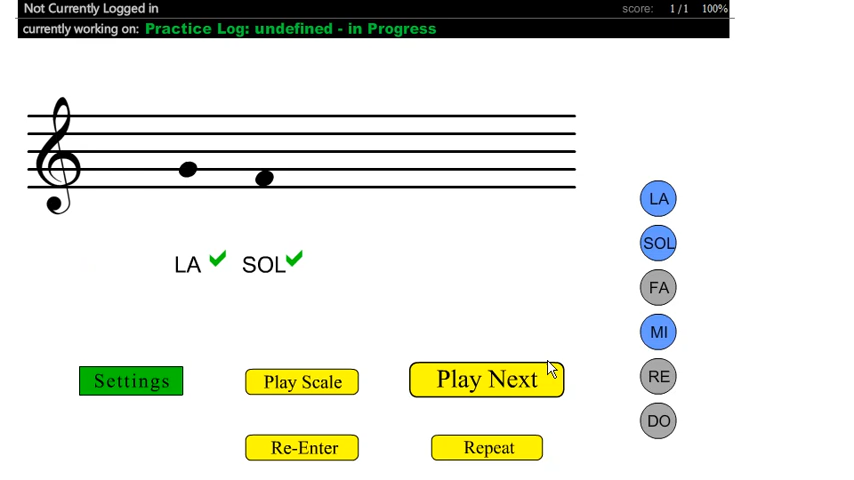 Not Currently Logged in
score: 1 / 1 100%
currently working on: Practice Log: undefined - in Progress
LA SOL
LA
SOL
FA
MI
RE
DO
Settings
Play Scale
Play Next
Re-Enter
Repeat